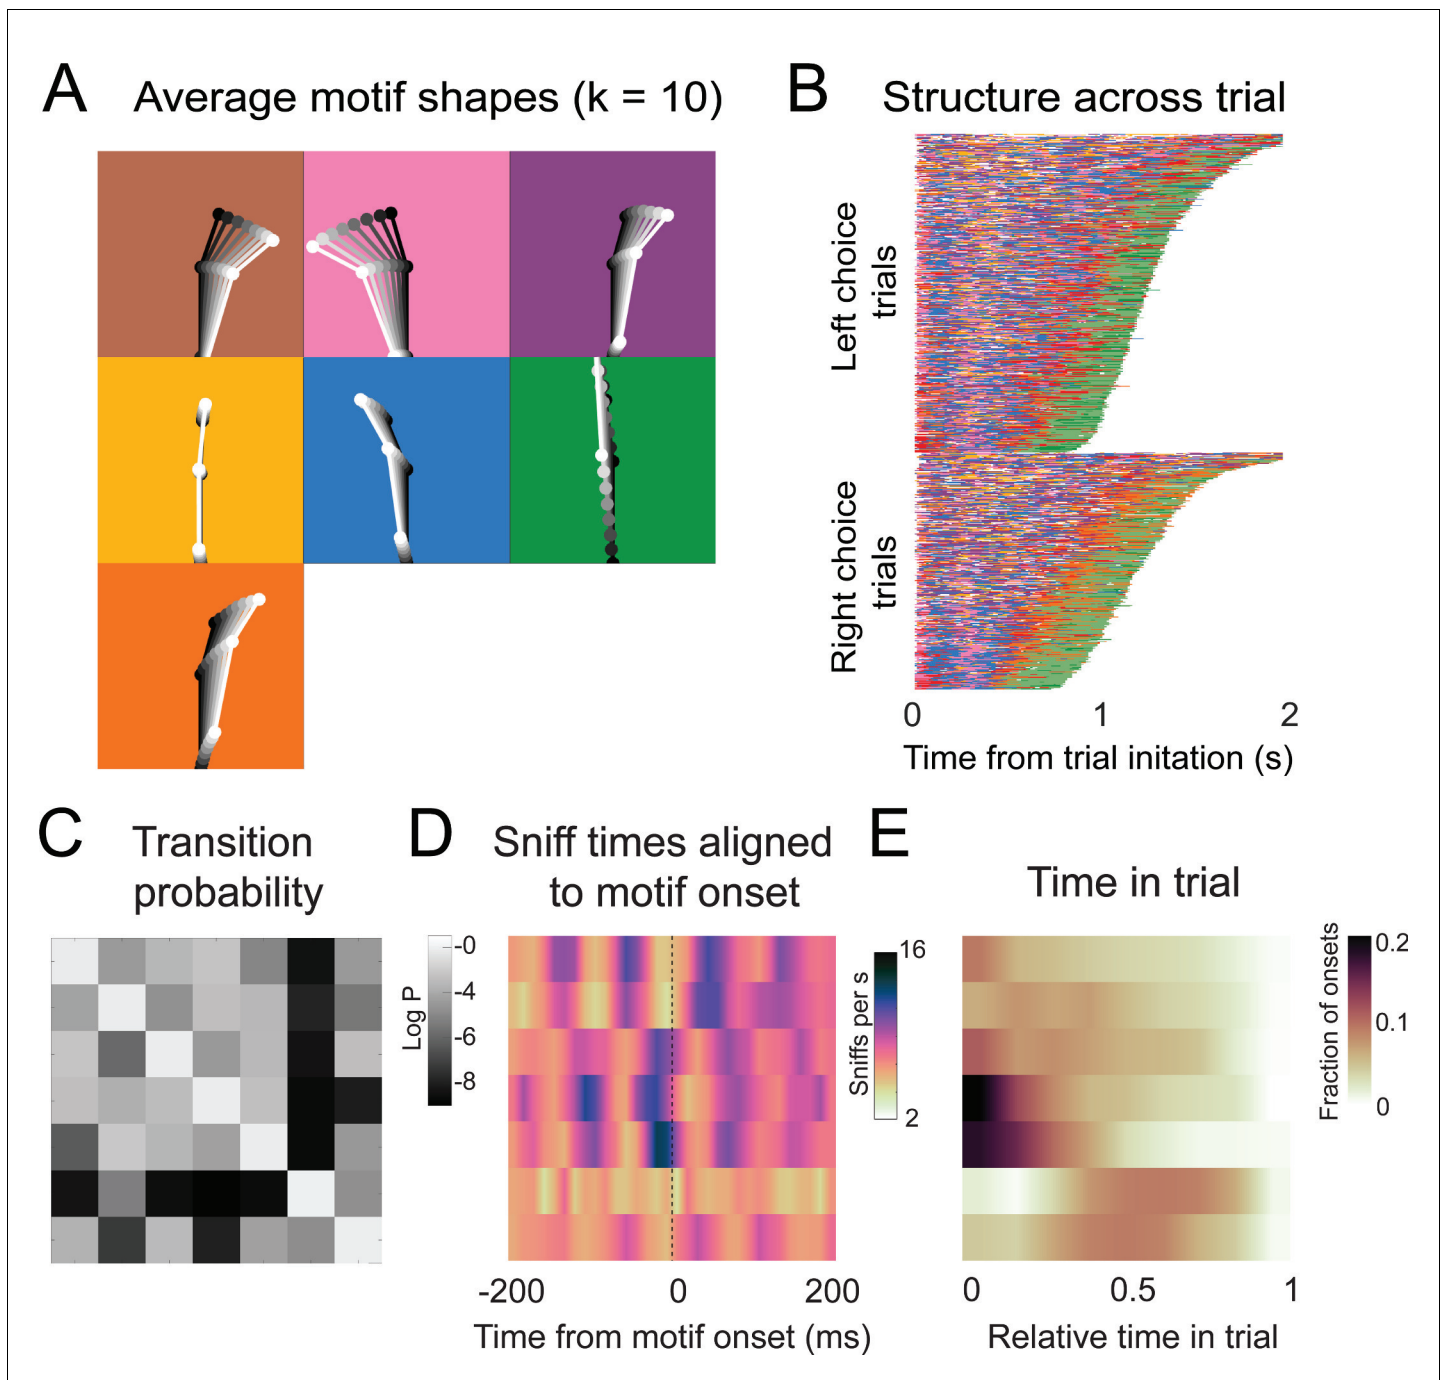 A
Average motif shapes (k = 10)
B
Structure across trial
Left choice
trials
Right choice
trials
0 1 2
Time from trial initation (s)
C
Transition
probability
-0
-4
-6
-8
Log P
D
Sniff times aligned
to motif onset
16
2
Sniffs per s
-200 0 200
Time from motif onset (ms)
E
Time in trial
0.2
0.1
0
Fraction of onsets
0 0.5 1
Relative time in trial